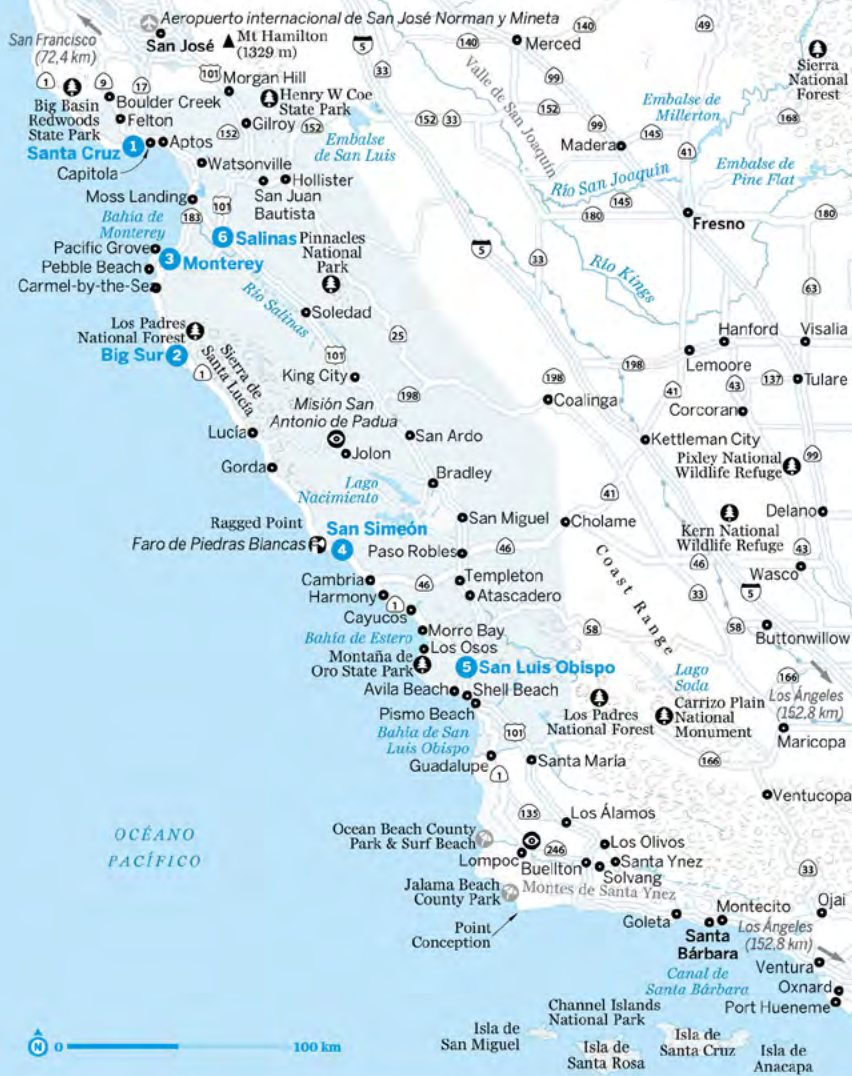 Aeropuerto internacional de San José Norman y Mineta
San Francisco
(72,4 km)
San José
Mt Hamilton
(1329 m)
5
33
140
Merced
140
49
99
Sierra
National
Forest
1
9
17
101
Morgan Hill
Big Basin
Redwoods
State Park
Boulder Creek
Felton
Henry W Coe
State Park
Valle de San Joaquín
Embalse de
Millerton
168
152
Gilroy
152
152
33
152
99
Embalse
de San Luis
Santa Cruz
1
Aptos
Capitola
Madera
145
41
Embalse de
Pine Flat
Watsonville
Hollister
San Juan
Bautista
Río San Joaquín
145
180
Fresno
180
Moss Landing
101
183
Bahía de
Monterey
6
Salinas
Pinnacles
National
Park
Pacific Grove
3
Monterey
Pebble Beach
Carmel-by-the-Sea
5
Río Kings
63
Río Salinas
Soledad
25
Los Padres
National Forest
Big Sur
2
1
Sierra de
Santa Lucía
101
King City
198
Hanford
Visalia
Lemoore
198
198
41
43
137
Tulare
Coalinga
Corcoran
Misión San
Antonio de Padua
Jolon
San Ardo
Lucía
Gorda
Kettleman City
Pixley National
Wildlife Refuge
99
Bradley
Lago
Nacimiento
41
Delano
San Miguel
Cholame
Kern National
Wildlife Refuge
Ragged Point
San Simeón
Faro de Piedras Blancas
4
Paso Robles
46
Coast Range
46
43
Wasco
Cambria
46
Templeton
Harmony
Atascadero
33
5
1
Cayucos
Morro Bay
58
58
Buttonwillow
Bahía de Estero
Los Osos
Montaña de
Oro State Park
5
San Luis Obispo
Lago
Soda
166
Los Ángeles
(152,8 km)
Avila Beach
Shell Beach
Pismo Beach
Los Padres
National Forest
Carrizo Plain
National
Monument
Maricopa
Bahía de San
Luis Obispo
101
Guadalupe
1
Santa María
166
Ventucopa
135
Los Álamos
OCÉANO
PACÍFICO
Ocean Beach County
Park & Surf Beach
Lompoc
246
Buellton
Los Olivos
Santa Ynez
Solvang
Jalama Beach
County Park
Montes de Santa Ynez
33
Point
Conception
Goleta
Montecito
Ojai
Santa
Bárbara
Los Ángeles
(152,8 km)
Ventura
Canal de
Santa Bárbara
Oxnard
Port Hueneme
Channel Islands
National Park
Isla de
San Miguel
Isla de
Santa Rosa
Isla de
Santa Cruz
Isla de
Anacapa
N
0
100 km